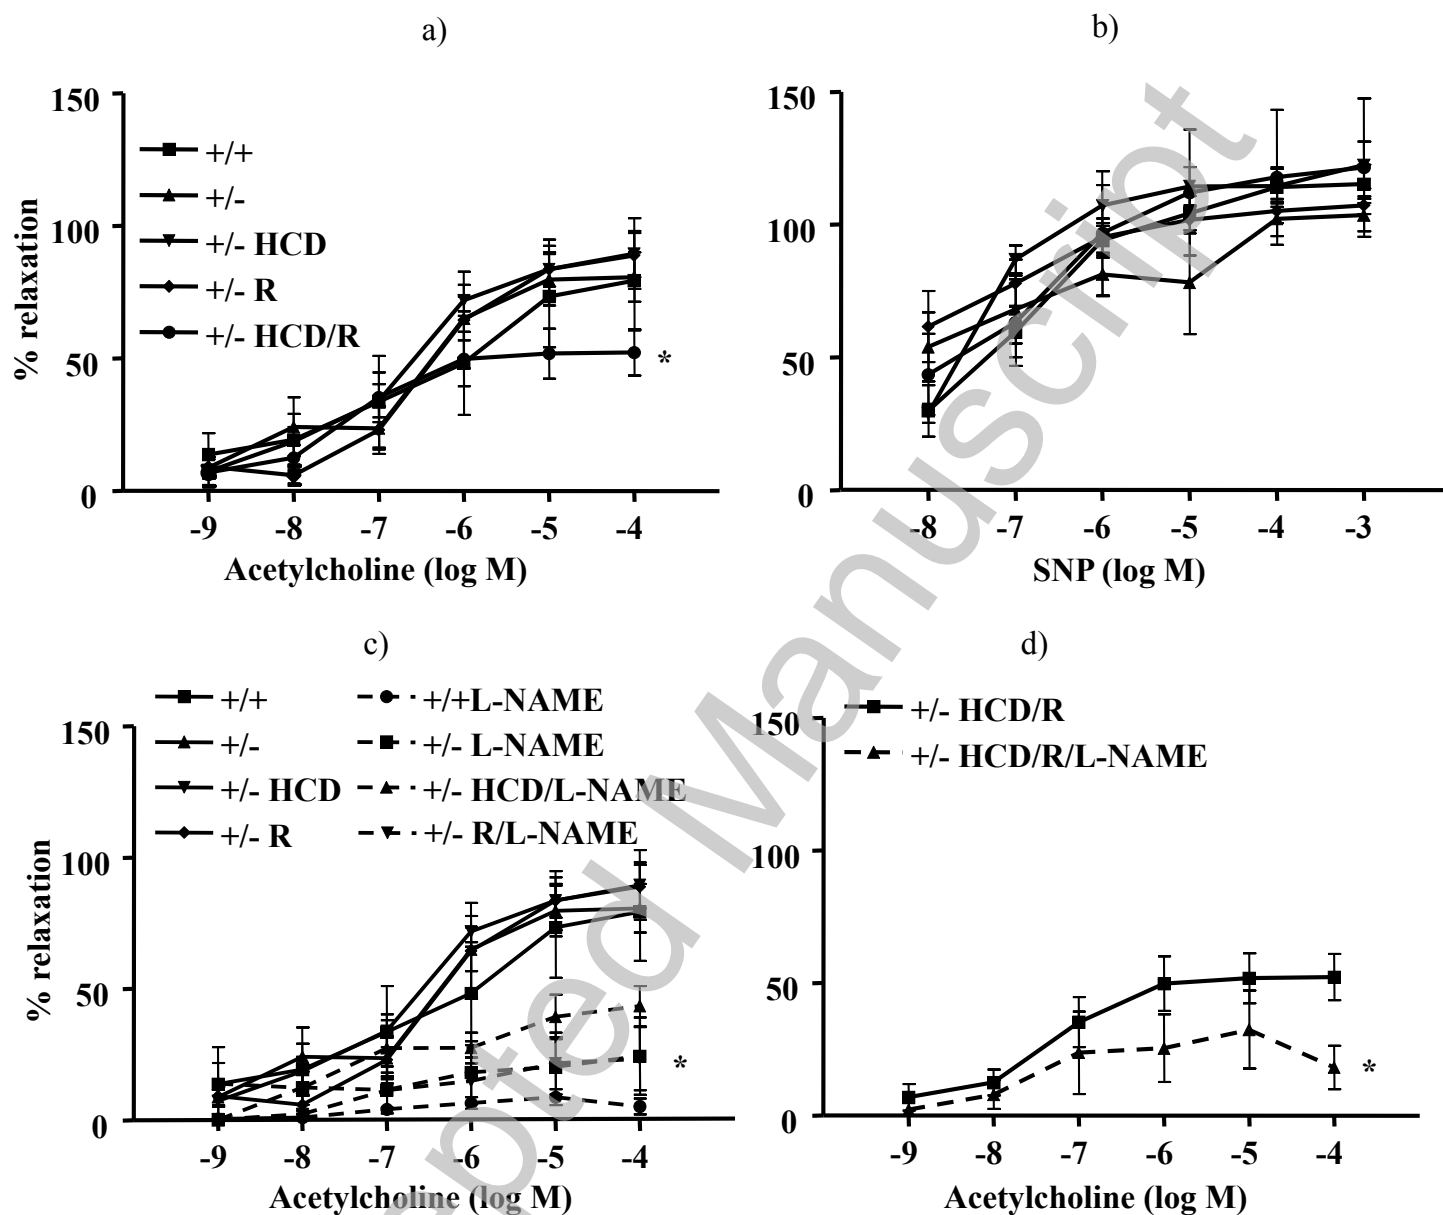 a)
150
100
50
0
% relaxation
+/+
+/-
+/- HCD
+/- R
+/- HCD/R
*
-9 -8 -7 -6 -5 -4
Acetylcholine (log M)
b)
150
100
50
0
-8 -7 -6 -5 -4 -3
SNP (log M)
c)
+/+ +/+L-NAME
+/- +/- L-NAME
+/- HCD +/- HCD/L-NAME
+/- R +/- R/L-NAME
150
100
50
0
% relaxation
*
-9 -8 -7 -6 -5 -4
Acetylcholine (log M)
d)
+/- HCD/R
+/- HCD/R/L-NAME
150
100
50
0
*
-9 -8 -7 -6 -5 -4
Acetylcholine (log M)
epted Manuscript